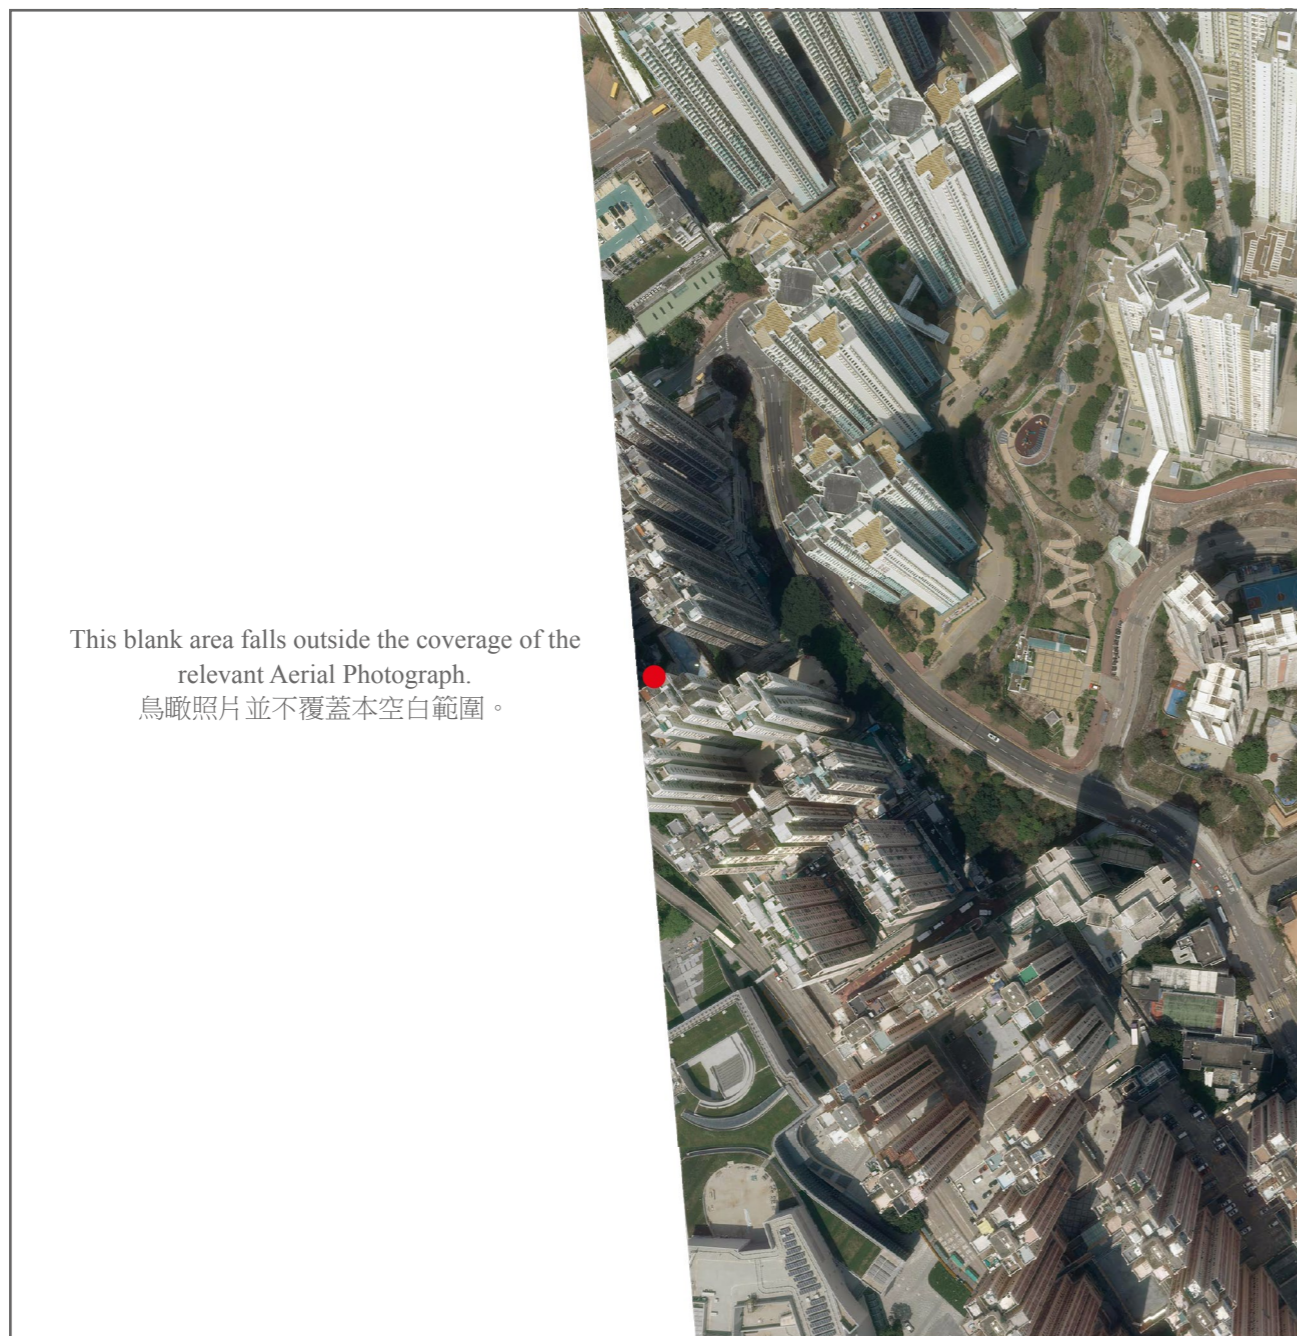 This blank area falls outside the coverage of the
relevant Aerial Photograph.
鳥瞰照片並不覆蓋本空白範圍。